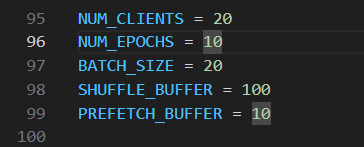 95 NUM_CLIENTS = 20
96 NUM_EPOCHS = 10
97 BATCH_SIZE = 20
98 SHUFFLE_BUFFER = 100
99 PREFETCH_BUFFER = 10
100